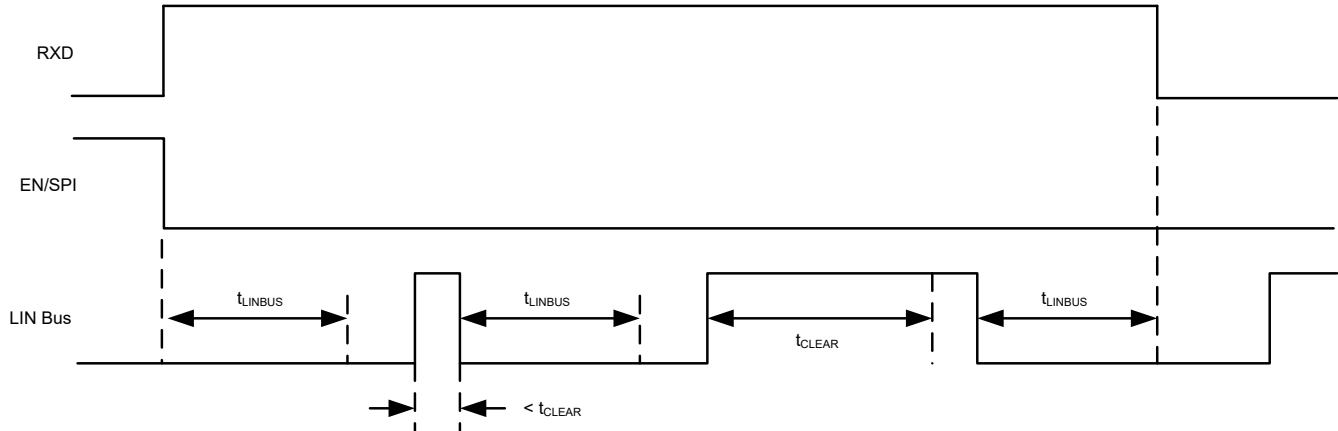 RXD
EN/SPI
LIN Bus
tLINBUS
tLINBUS
tCLEAR
tLINBUS
< tCLEAR